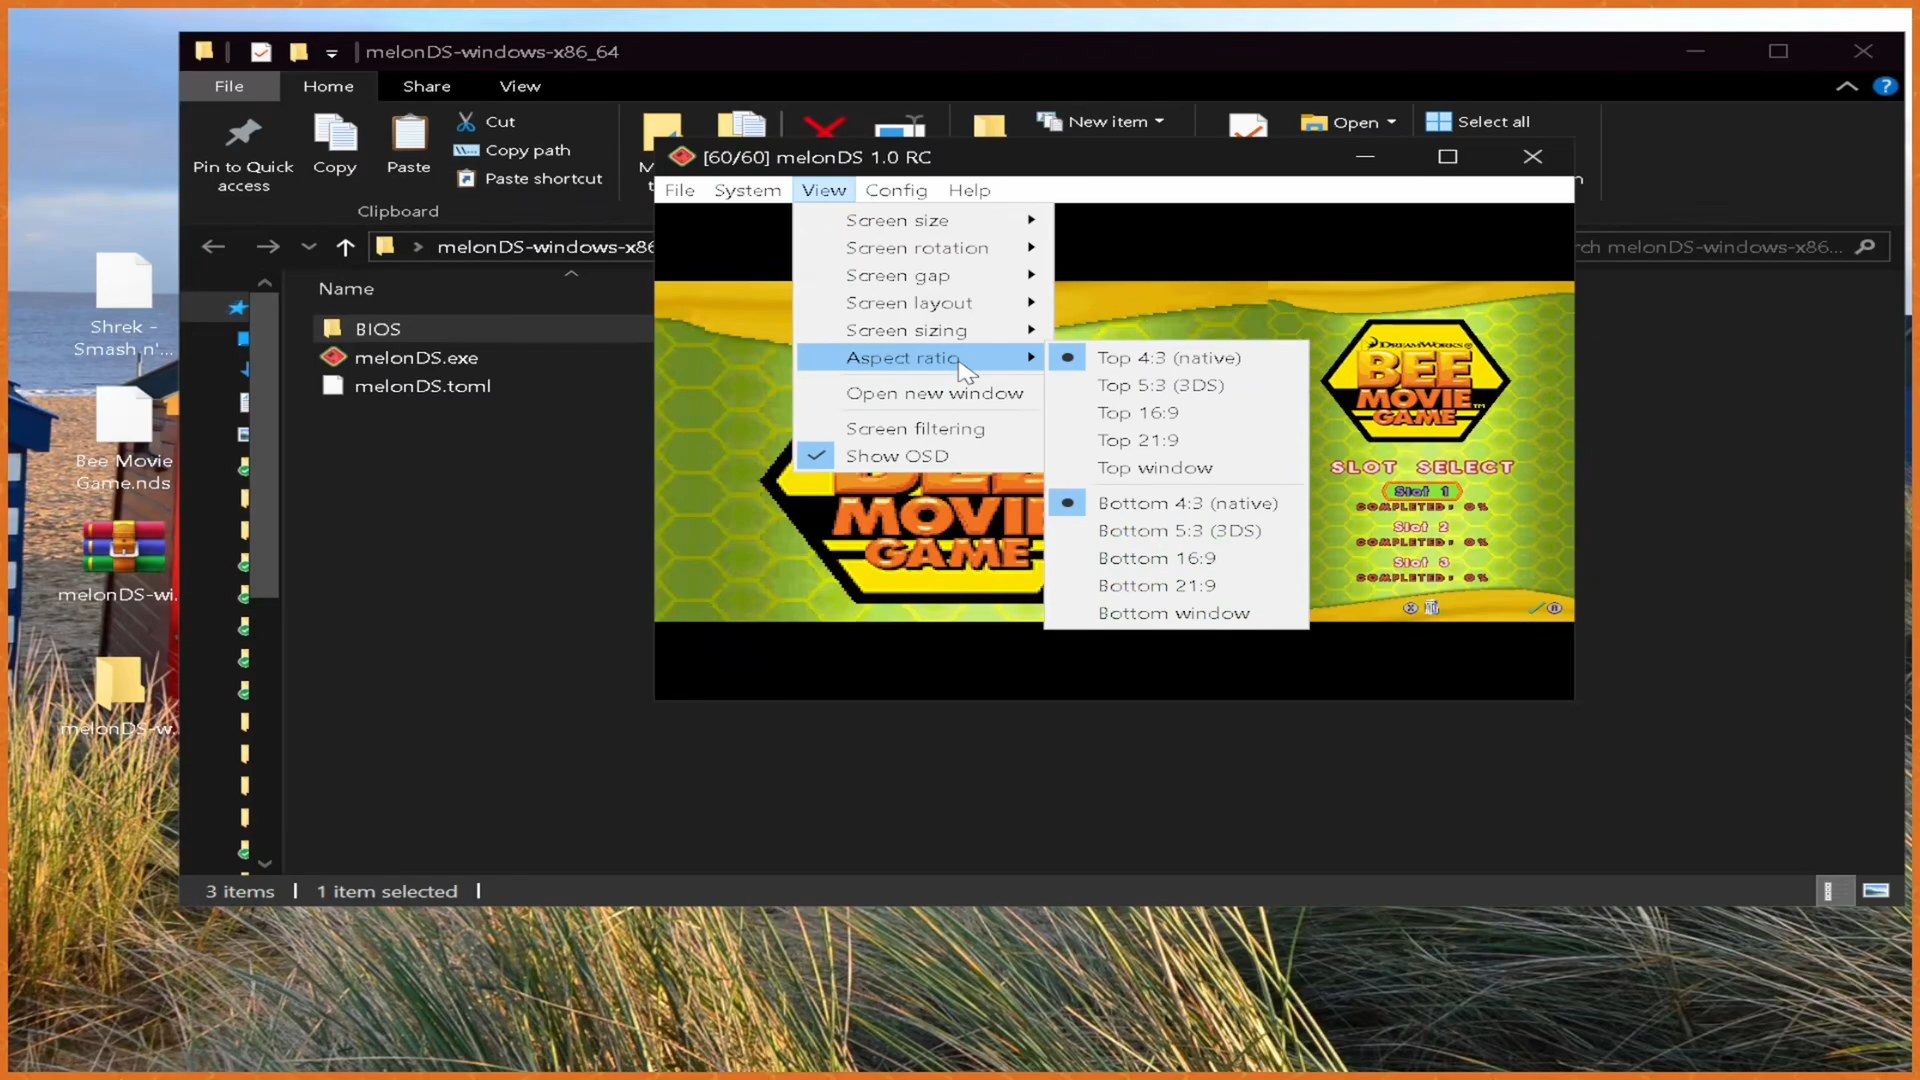 melonDS-windows-x86_64
File
Home
Share
View
Pin to Quick
access
Copy
Paste
Cut
Copy path
Paste shortcut
New item
Open
Select all
Clipboard
melonDS-windows-x86
melonDS-windows-x86...
Name
BIOS
melonDS.exe
melonDS.toml
Shrek -
Smash n'...
Bee Movie
Game.nds
melonDS-wi.
melonDS-w.
[60/60] melonDS 1.0 RC
File
System
View
Config
Help
Screen size
Screen rotation
Screen gap
Screen layout
Screen sizing
Aspect ratio
Open new window
Screen filtering
Show OSD
Top 4:3 (native)
Top 5:3 (3DS)
Top 16:9
Top 21:9
Top window
Bottom 4:3 (native)
Bottom 5:3 (3DS)
Bottom 16:9
Bottom 21:9
Bottom window
MOVIE
GAME
DREAMWORKS
BEE
MOVIE
GAME
SLOT SELECT
Slot 1
COMPLETED: 0%
Slot 2
COMPLETED: 0%
Slot 3
COMPLETED: 0%
3 items
1 item selected